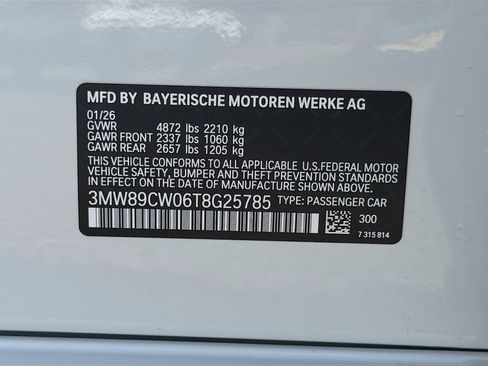 MFD BY BAYERISCHE MOTOREN WERKE AG
01/26
GVWR 4872 lbs 2210 kg
GAWR FRONT 2337 lbs 1060 kg
GAWR REAR 2657 lbs 1205 kg
THIS VEHICLE CONFORMS TO ALL APPLICABLE U.S.FEDERAL MOTOR
VEHICLE SAFETY, BUMPER, AND THEFT PREVENTION STANDARDS
IN EFFECT ON THE DATE OF MANUFACTURE SHOWN ABOVE.
3MW89CW06T8G25785 TYPE: PASSENGER CAR
300
7 315 814